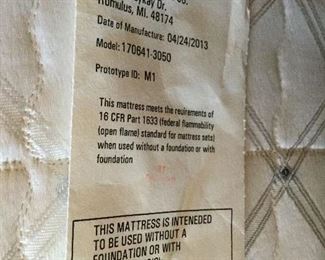 CO.
Dr.
Romulus, MI. 48174
Date of Manufacture: 04/24/2013
Model: 170641-3050
Prototype ID: M1
This mattress meets the reuirements of
16 CFR Part 1633 (federal flammability
(open flame) standard for mattress sets)
when used without a foundation or with
foundation
THIS MATTRESS IS INTENEDED
TO BE USED WITHOUT A
FOUNDATION OR WITH